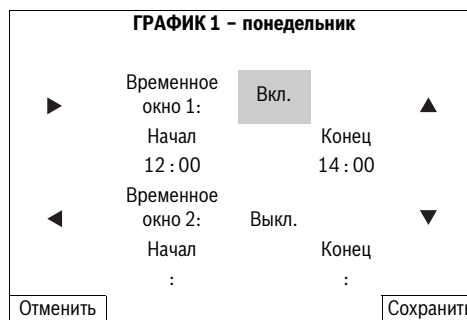 ГРАФИК 1 – понедельник
Временное
окно 1:
Вкл.
Начал Конец
12:00 14:00
Временное
окно 2:
Выкл.
Начал Конец
: :
Отменить Сохранить